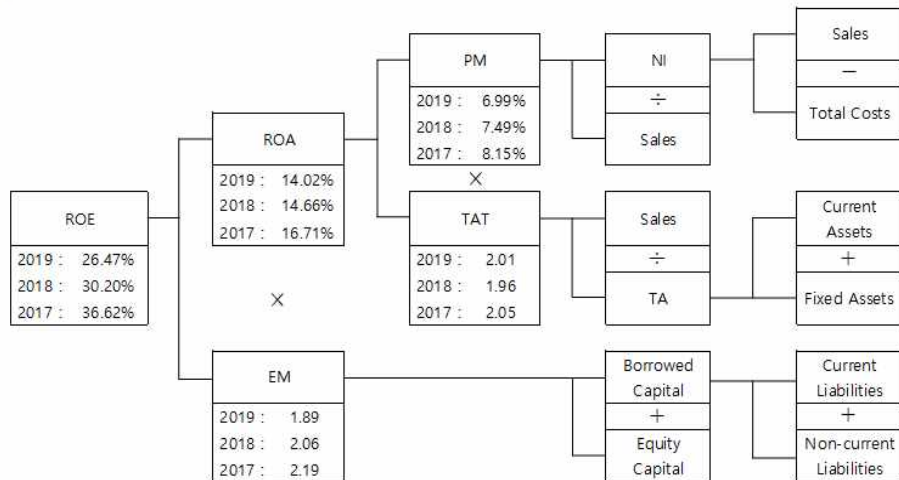 ROE
2019 : 26.47%
2018 : 30.20%
2017 : 36.62%
ROA
2019 : 14.02%
2018 : 14.66%
2017 : 16.71%
×
EM
2019 : 1.89
2018 : 2.06
2017 : 2.19
PM
2019 : 6.99%
2018 : 7.49%
2017 : 8.15%
×
TAT
2019 : 2.01
2018 : 1.96
2017 : 2.05
NI
÷
Sales
Sales
÷
TA
Borrowed
Capital
+
Equity
Capital
Sales
−
Total Costs
Current
Assets
+
Fixed Assets
Current
Liabilities
+
Non-current
Liabilities